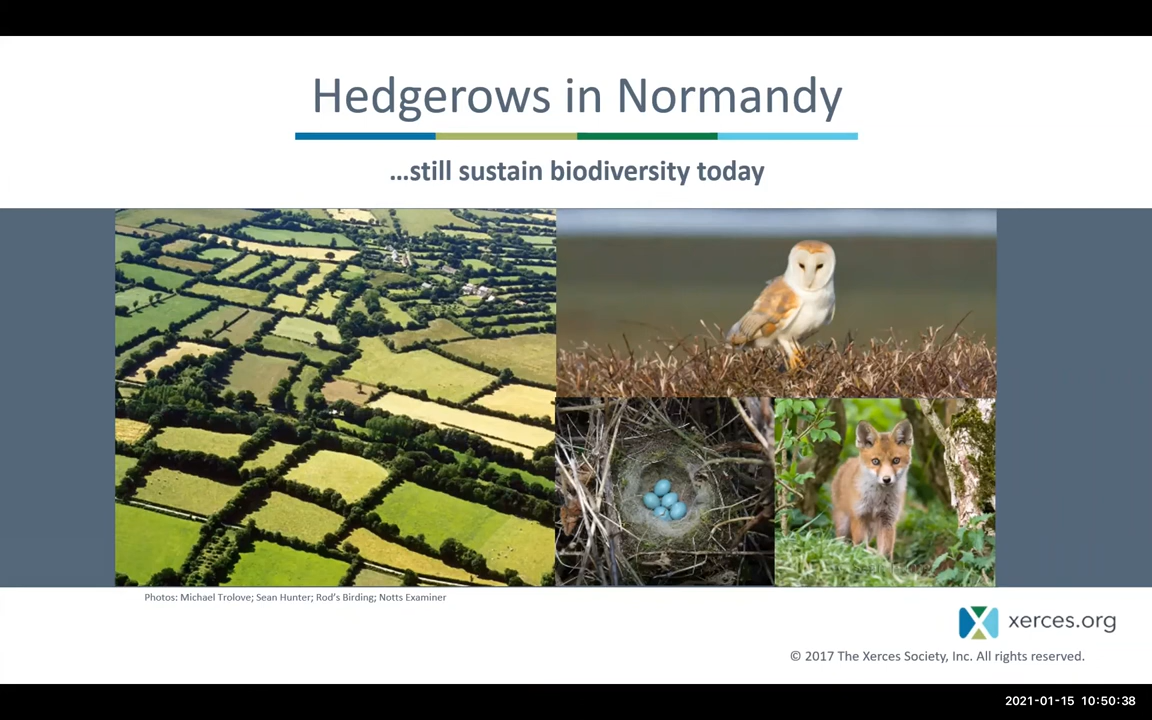 Hedgerows in Normandy
…still sustain biodiversity today
Photos: Michael Trolove; Sean Hunter; Rod's Birding; Notts Examiner
xerces.org
© 2017 The Xerces Society, Inc. All rights reserved.
2021-01-15 10:50:38